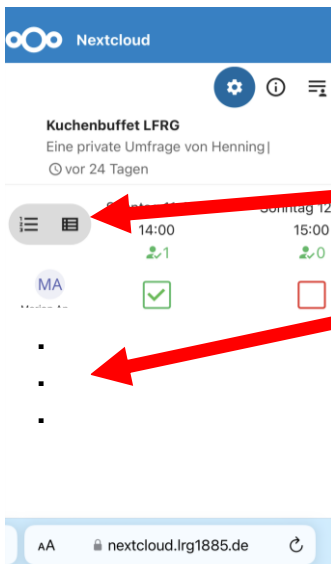 Nextcloud
Kuchenbuffet LFRG
Eine private Umfrage von Henning|
vor 24 Tagen
Sonntag 12
14:00
15:00
1
0
MA
AA
nextcloud.lrg1885.de